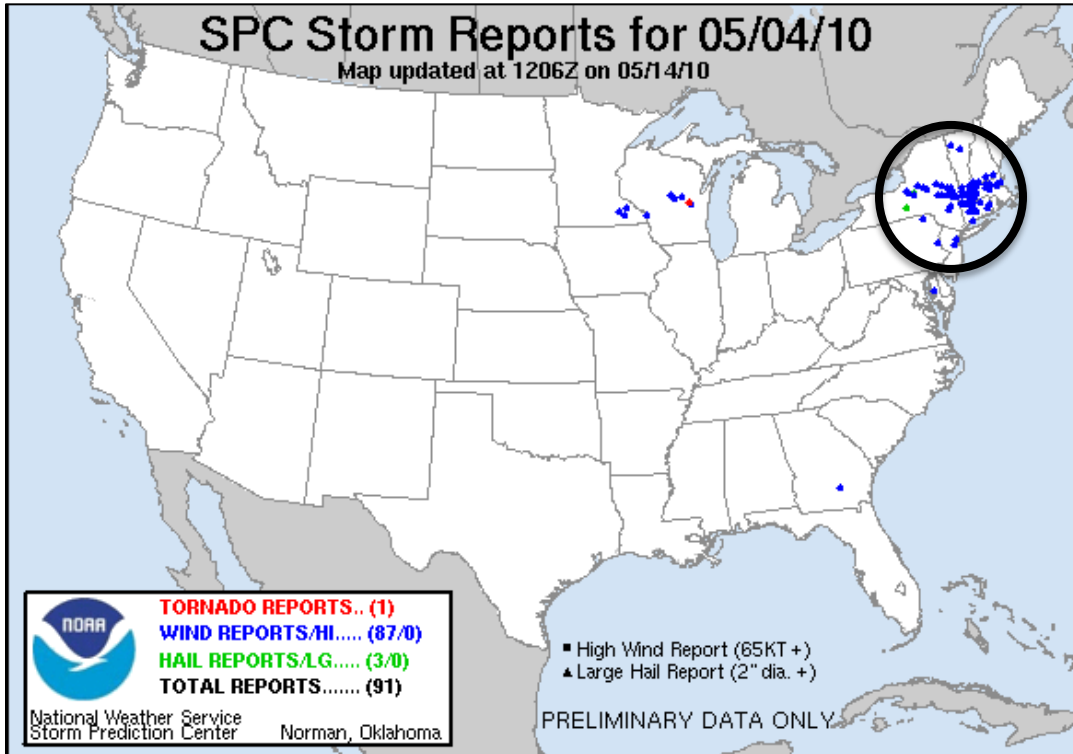 SPC Storm Reports for 05/04/10
Map updated at 1206Z on 05/14/10
NOAA
TORNADO REPORTS.. (1)
WIND REPORTS/HI..... (87/0)
HAIL REPORTS/LG..... (3/0)
TOTAL REPORTS....... (91)
National Weather Service
Storm Prediction Center Norman, Oklahoma
High Wind Report (65KT +)
Large Hail Report (2" dia. +)
PRELIMINARY DATA ONLY